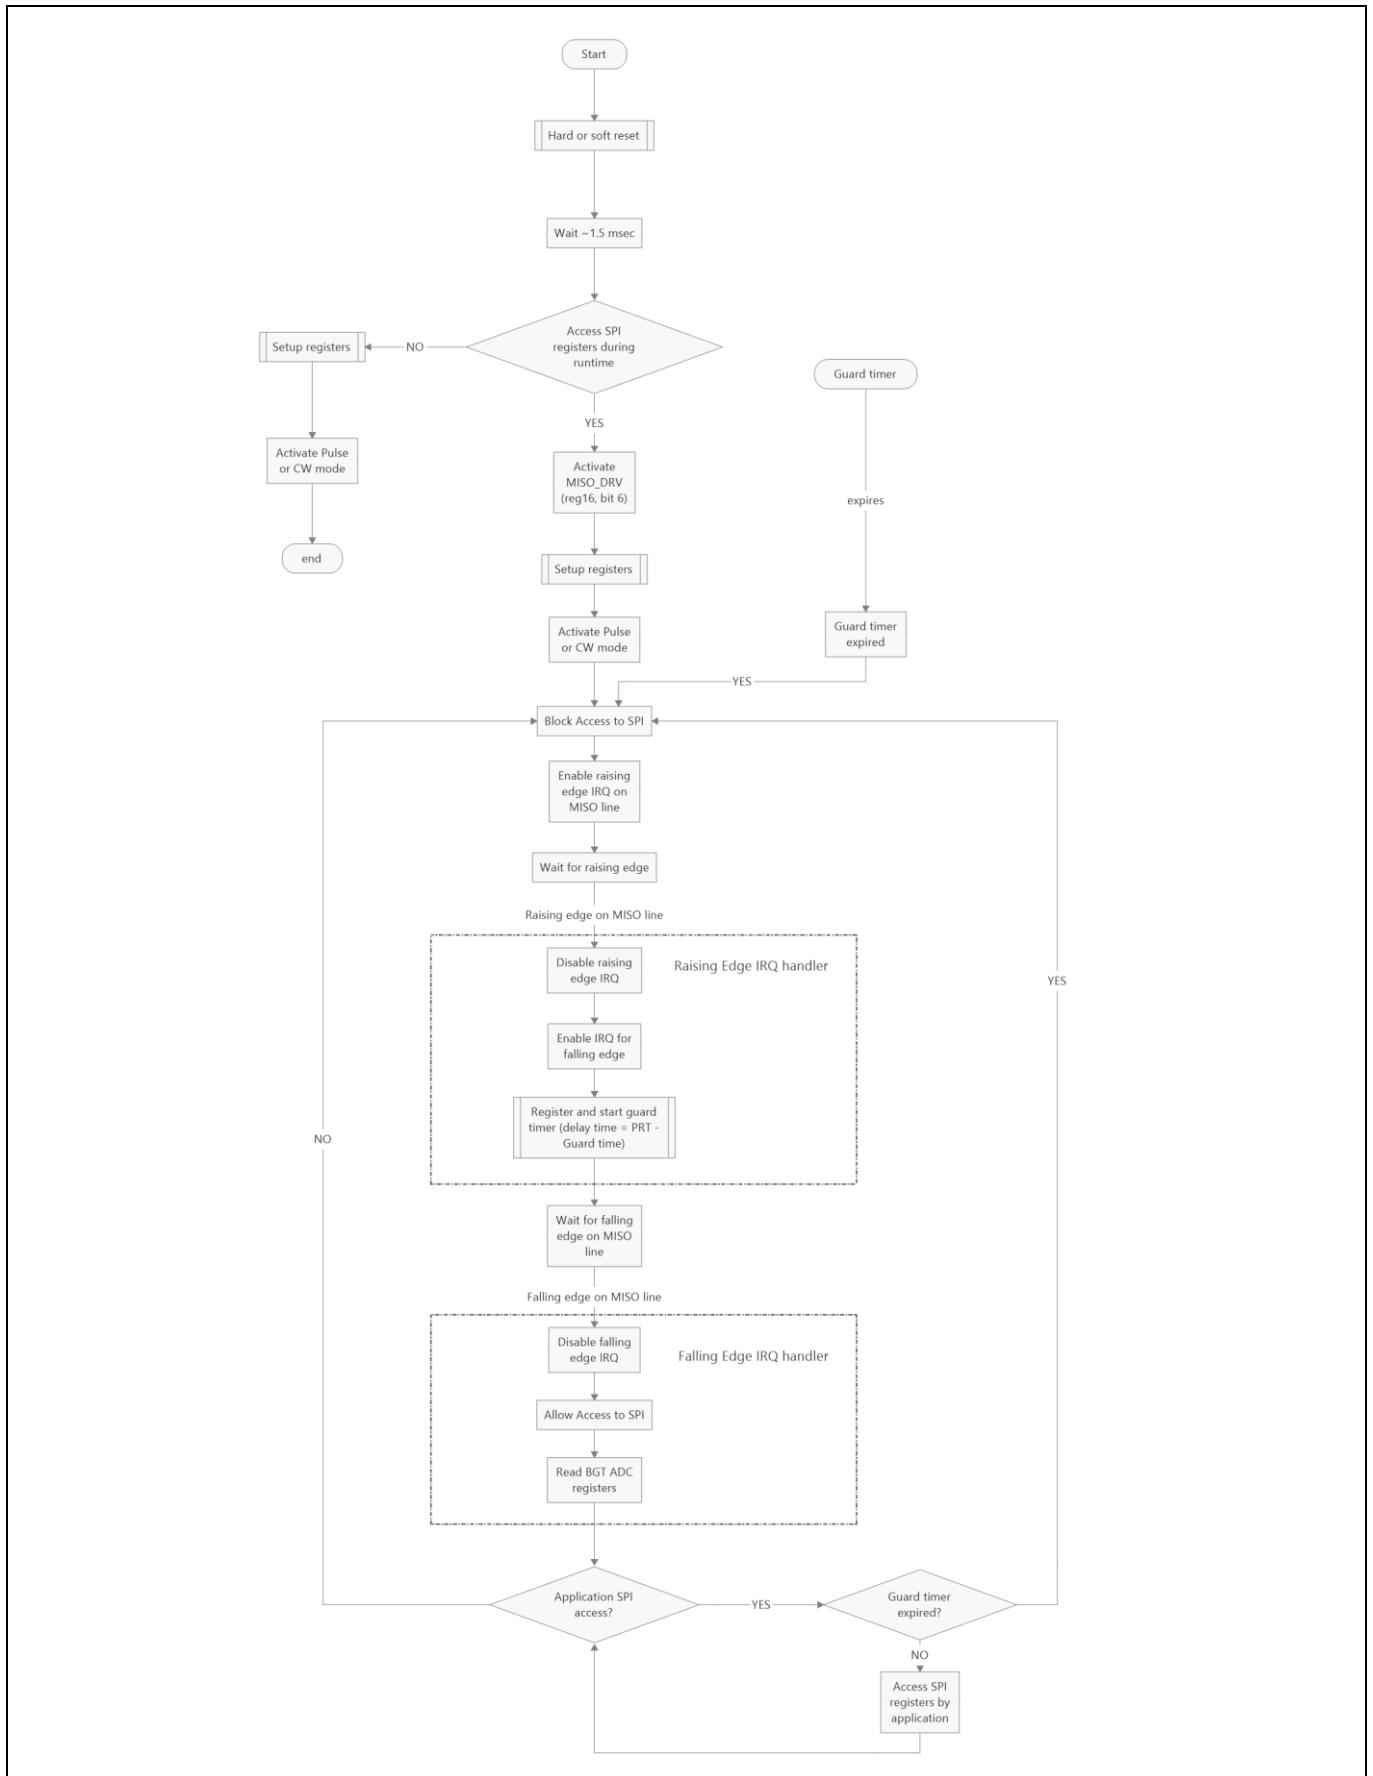 Start
Hard or soft reset
Wait ~1.5 msec
Access SPI
registers during
runtime
NO
Setup registers
Activate Pulse
or CW mode
end
YES
Activate
MISO_DRV
(reg16, bit 6)
Setup registers
Activate Pulse
or CW mode
Guard timer
expires
Guard timer
expired
YES
Block Access to SPI
Enable raising
edge IRQ on
MISO line
Wait for raising edge
Raising edge on MISO line
Raising Edge IRQ handler
Disable raising
edge IRQ
Enable IRQ for
falling edge
Register and start guard
timer (delay time = PRT -
Guard time)
Wait for falling
edge on MISO
line
Falling edge on MISO line
Falling Edge IRQ handler
Disable falling
edge IRQ
Allow Access to SPI
Read BGT ADC
registers
Application SPI
access?
NO
YES
Guard timer
expired?
YES
NO
Access SPI
registers by
application